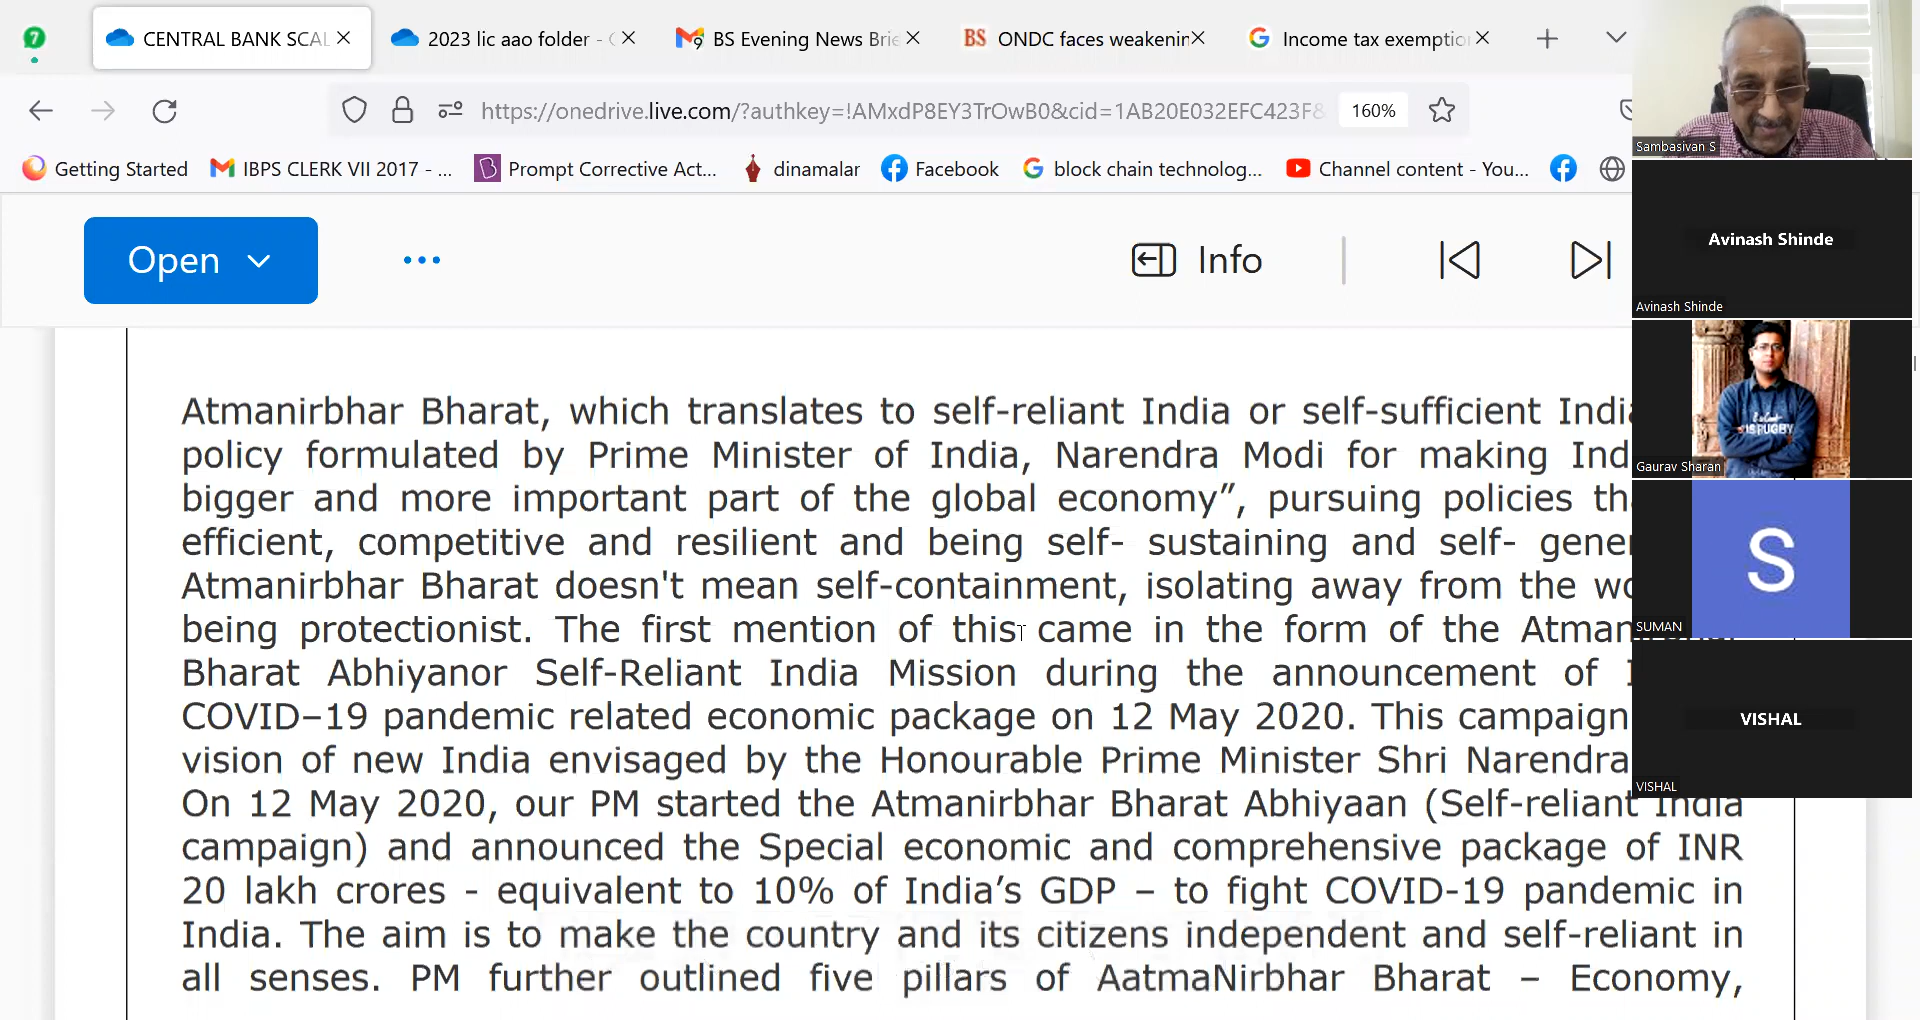 7
CENTRAL BANK SCAL
2023 lic aao folder - (
9
BS Evening News Brie
BS ONDC faces weakenin
Income tax exemptio
https://onedrive.live.com/?authkey=!AMxdP8EY3TrOwB0&cid=1AB20E032EFC423F&
160%
Getting Started
IBPS CLERK VII 2017 - ...
Prompt Corrective Act...
dinamalar
Facebook
block chain technolog...
Channel content - You...
Open
Info
Atmanirbhar Bharat, which translates to self-reliant India or self-sufficient Indi
policy formulated by Prime Minister of India, Narendra Modi for making Ind
bigger and more important part of the global economy”, pursuing policies th
efficient, competitive and resilient and being self- sustaining and self- gener
Atmanirbhar Bharat doesn't mean self-containment, isolating away from the wo
being protectionist. The first mention of this came in the form of the Atman
Bharat Abhiyanor Self-Reliant India Mission during the announcement of I
COVID–19 pandemic related economic package on 12 May 2020. This campaign
vision of new India envisaged by the Honourable Prime Minister Shri Narendra
On 12 May 2020, our PM started the Atmanirbhar Bharat Abhiyaan (Self-reliant India
campaign) and announced the Special economic and comprehensive package of INR
20 lakh crores - equivalent to 10% of India’s GDP – to fight COVID-19 pandemic in
India. The aim is to make the country and its citizens independent and self-reliant in
all senses. PM further outlined five pillars of AatmaNirbhar Bharat – Economy,
Sambasivan S
Avinash Shinde
Avinash Shinde
Gaurav Sharan
S
SUMAN
VISHAL
VISHAL